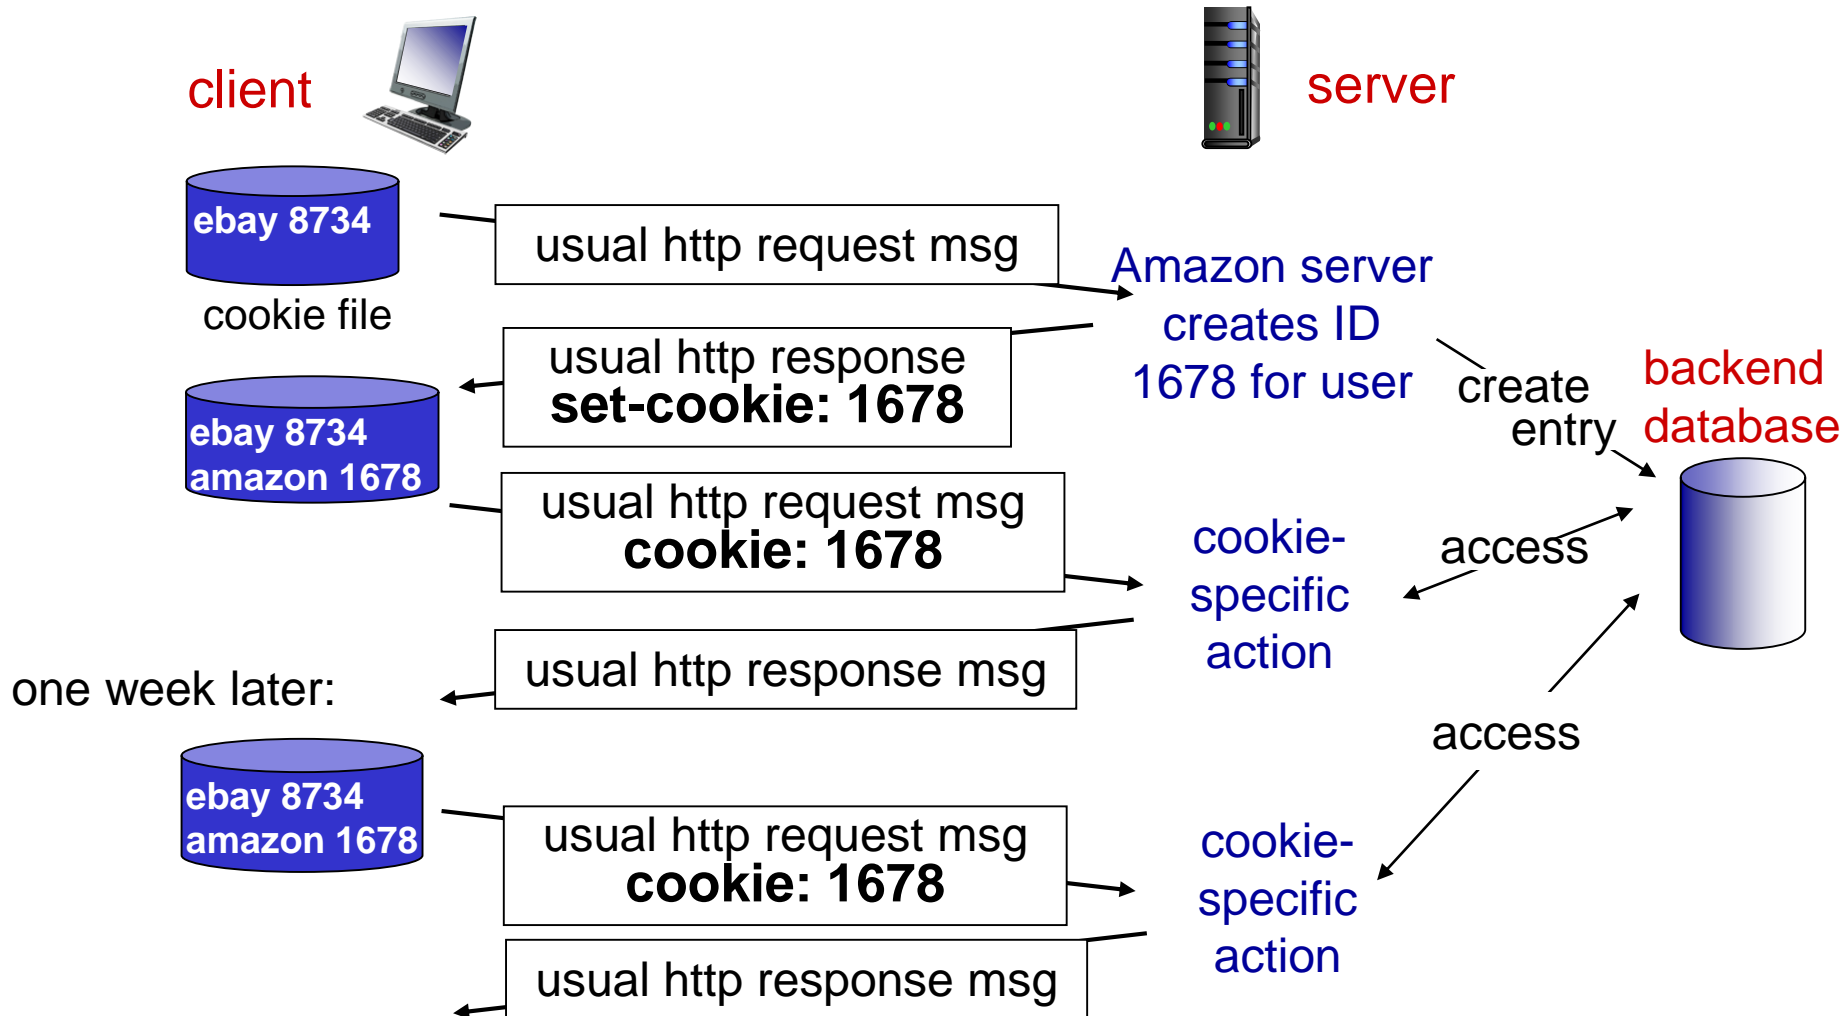 client
server
ebay 8734
cookie file
usual http request msg
Amazon server
creates ID
1678 for user
usual http response
set-cookie: 1678
create
entry
backend
database
ebay 8734
amazon 1678
usual http request msg
cookie: 1678
cookie-
specific
action
access
usual http response msg
one week later:
access
ebay 8734
amazon 1678
usual http request msg
cookie: 1678
cookie-
specific
action
usual http response msg